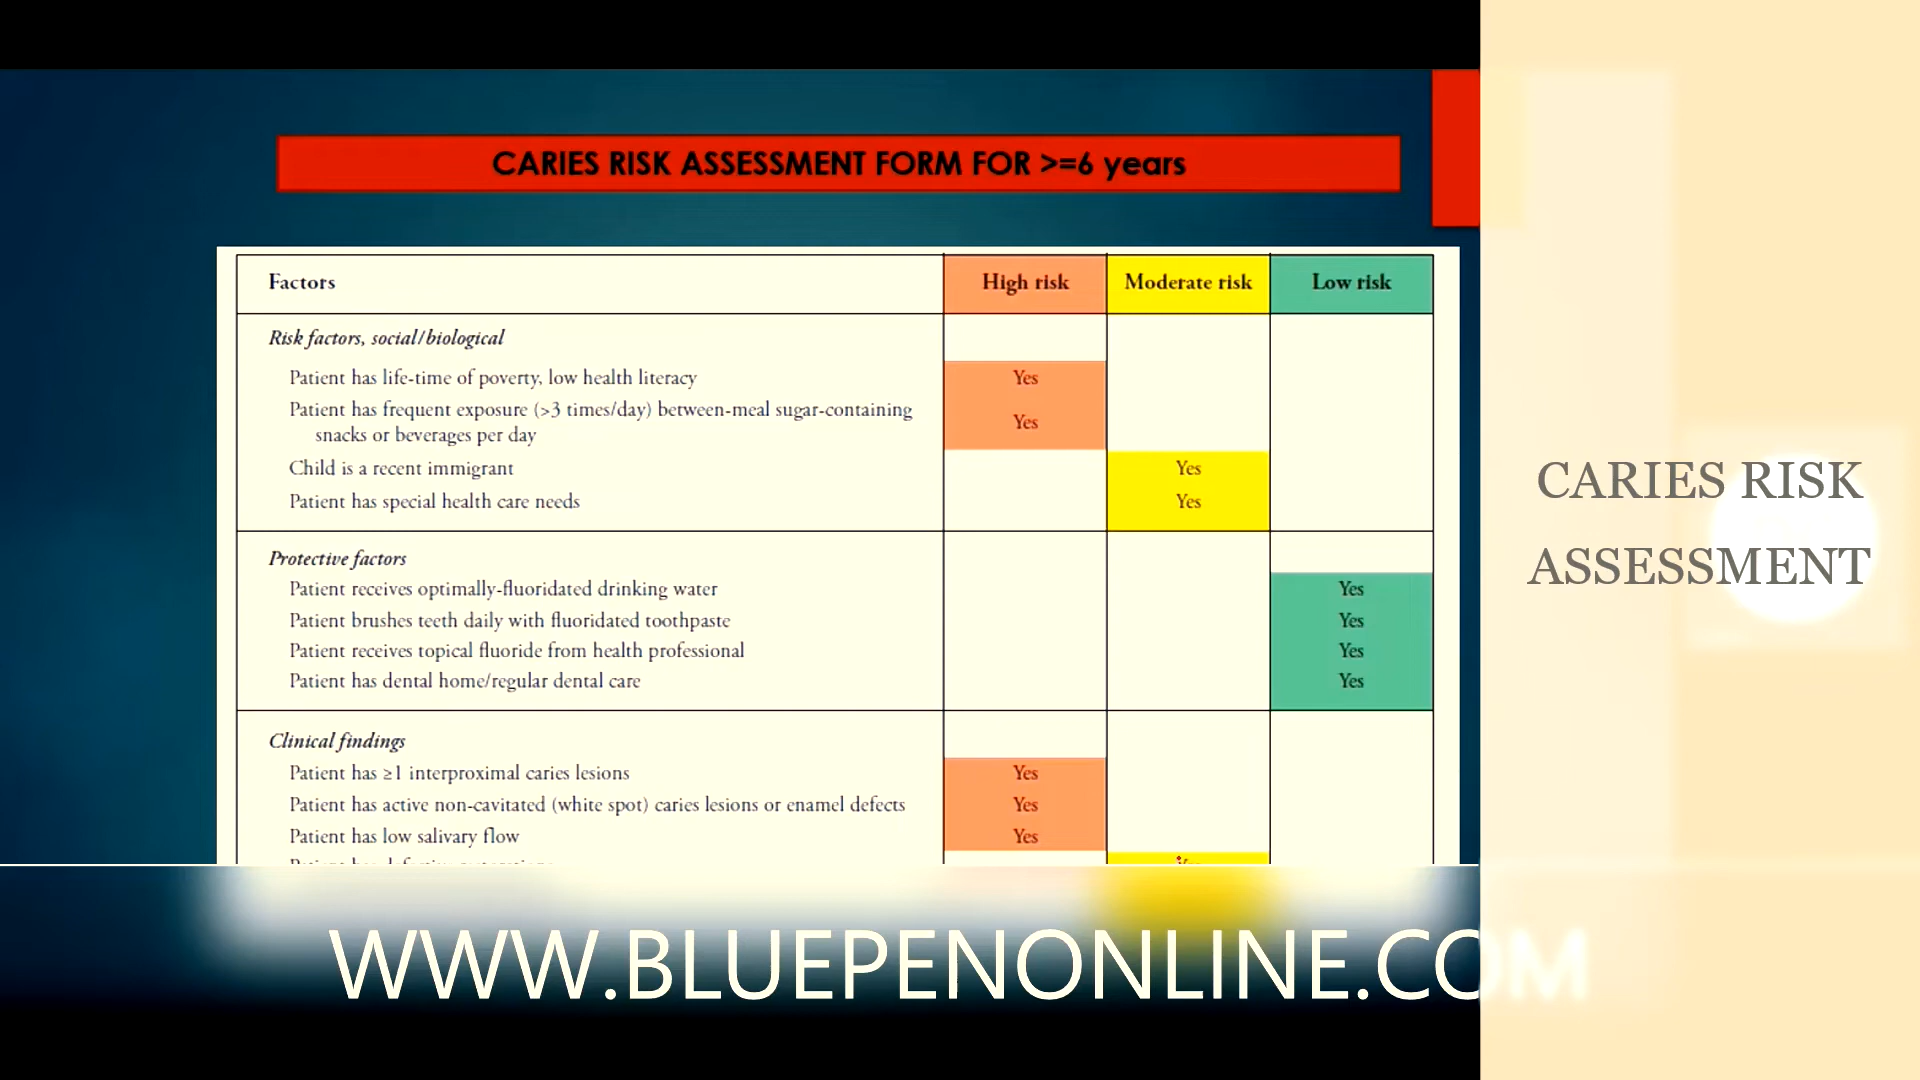 CARIES RISK ASSESSMENT FORM FOR >=6 years
Factors High risk Moderate risk Low risk
Risk factors, social/biological
Patient has life-time of poverty, low health literacy Yes
Patient has frequent exposure (>3 times/day) between-meal sugar-containing
snacks or beverages per day Yes
Child is a recent immigrant Yes
Patient has special health care needs Yes
Protective factors
Patient receives optimally-fluoridated drinking water Yes
Patient brushes teeth daily with fluoridated toothpaste Yes
Patient receives topical fluoride from health professional Yes
Patient has dental home/regular dental care Yes
Clinical findings
Patient has ≥1 interproximal caries lesions Yes
Patient has active non-cavitated (white spot) caries lesions or enamel defects Yes
Patient has low salivary flow Yes
CARIES RISK
ASSESSMENT
WWW.BLUEPENONLINE.COM